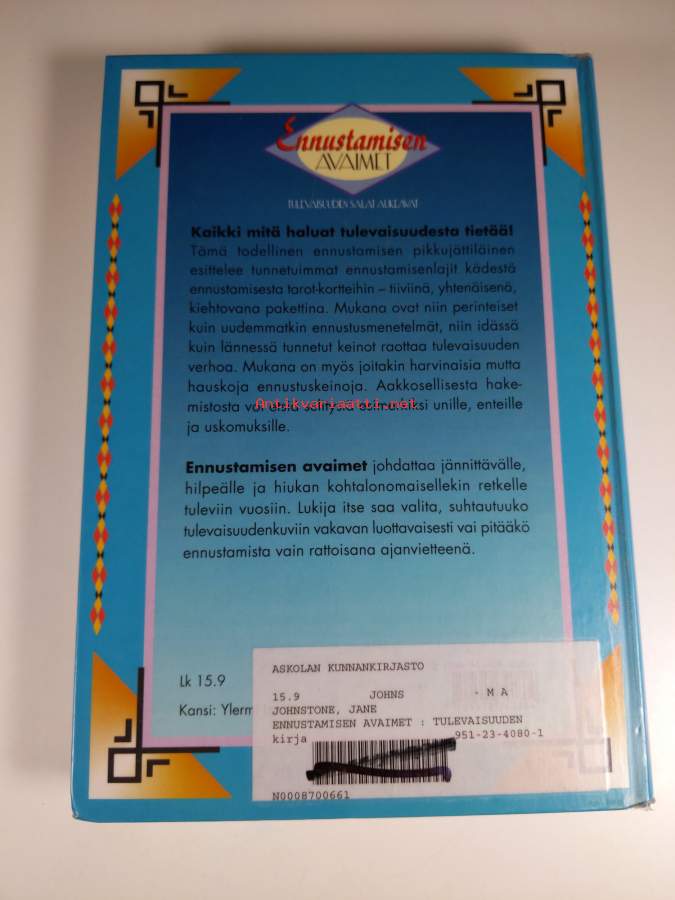 Ennustamisen
AVAIMET
TULEVAISUUDEN SALAT AUKEAVAT
Kaikki mitä haluat tulevaisuudesta tietää!
Tämä todellinen ennustamisen pikkujättiläinen
esittelee tunnetuimmat ennustamisenlajit kädestä
ennustamisesta tarot-kortteihin – tiiviinä, yhtenäisenä,
kiehtovana pakettina. Mukana ovat niin perinteiset
kuin uudemmatkin ennustusmenetelmät, niin idässä
kuin lännessä tunnetut keinot raottaa tulevaisuuden
verhoa. Mukana on myös joitakin harvinaisia mutta
hauskoja ennustuskeinoja. Aakkosellisesta hake-
mistosta voi unille, enteille
Antikvariaatti.net
ja uskomuksille.
Ennustamisen avaimet johdattaa jännittävälle,
hilpeälle ja hiukan kohtalonomaisellekin retkelle
tuleviin vuosiin. Lukija itse saa valita, suhtautuuko
tulevaisuudenkuviin vakavan luottavaisesti vai pitääkö
ennustamista vain rattoisana ajanvietteenä.
Lk 15.9
Kansi: Ylerm
ASKOLAN KUNNANKIRJASTO
15.9 JOHNS - M A
JOHNSTONE, JANE
ENNUSTAMISEN AVAIMET : TULEVAISUUDEN
kirja 951-23-4080-1
N0008700661